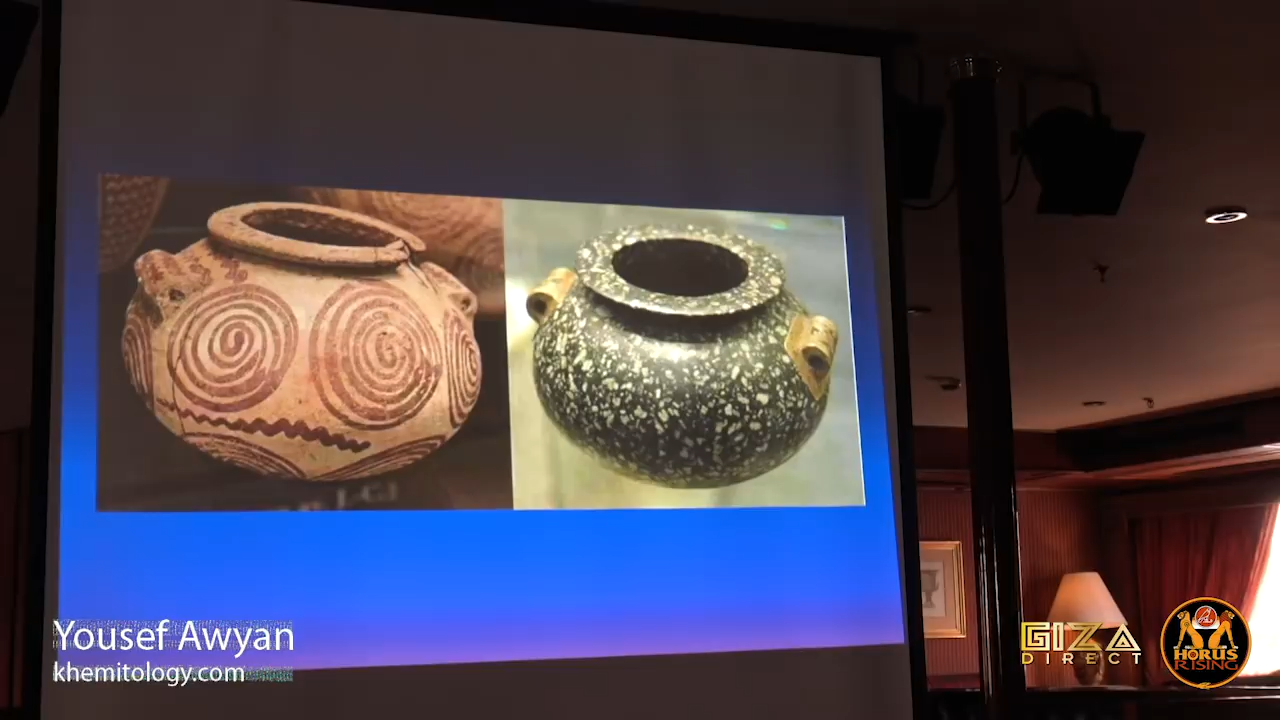 Yousef Awyan
khemitology.com
GIZA
DIRECT
HORUS
RISING